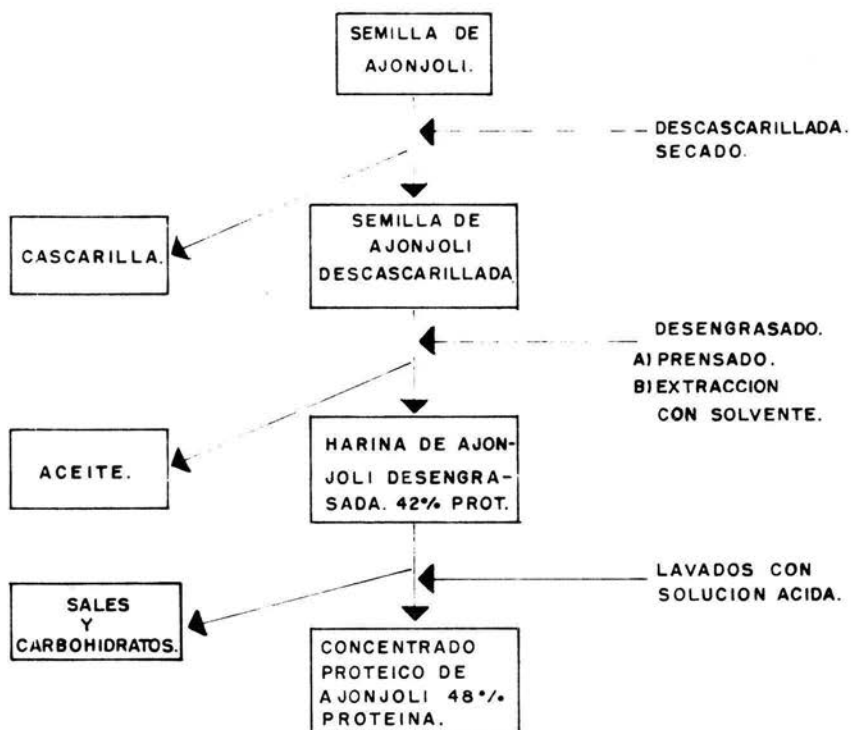 SEMILLA DE
AJONJOLI.
DESCASCARILLADA.
SECADO.
CASCARILLA.
SEMILLA DE
AJONJOLI
DESCASCARILLADA
DESENGRASADO.
A) PRENSADO.
B) EXTRACCION
CON SOLVENTE.
ACEITE.
HARINA DE AJON-
JOLI DESENGRA-
SADA. 42% PROT.
LAVADOS CON
SOLUCION ACIDA.
SALES
Y
CARBOHIDRATOS.
CONCENTRADO
PROTEICO DE
AJONJOLI 48%
PROTEINA.